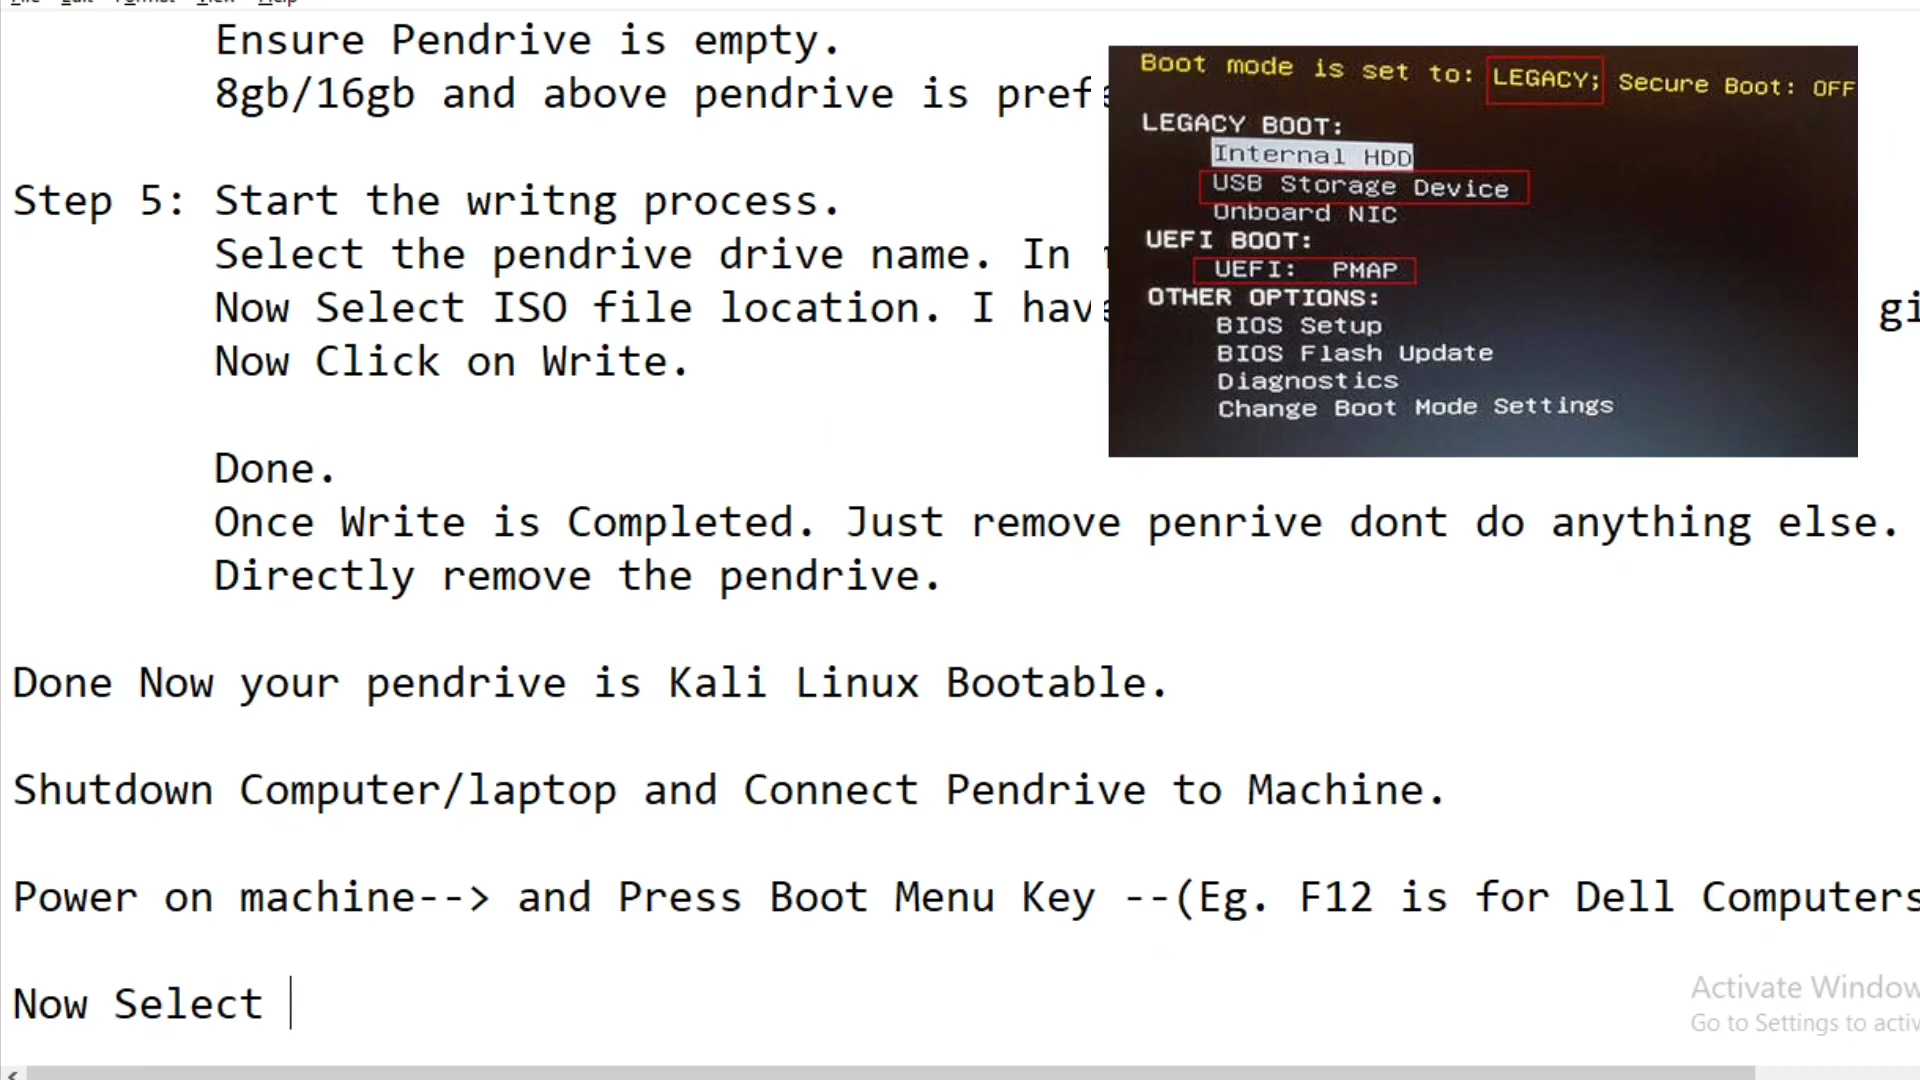 File Edit Format View Help
Ensure Pendrive is empty.
8gb/16gb and above pendrive is pref
Step 5: Start the writng process.
Select the pendrive drive name. In
Now Select ISO file location. I hav
gi
Now Click on Write.
Done.
Once Write is Completed. Just remove penrive dont do anything else.
Directly remove the pendrive.
Done Now your pendrive is Kali Linux Bootable.
Shutdown Computer/laptop and Connect Pendrive to Machine.
Power on machine--> and Press Boot Menu Key --(Eg. F12 is for Dell Computers
Now Select
Boot mode is set to: LEGACY; Secure Boot: OFF
LEGACY BOOT:
Internal HDD
USB Storage Device
Onboard NIC
UEFI BOOT:
UEFI: PMAP
OTHER OPTIONS:
BIOS Setup
BIOS Flash Update
Diagnostics
Change Boot Mode Settings
Activate Window
Go to Settings to activ